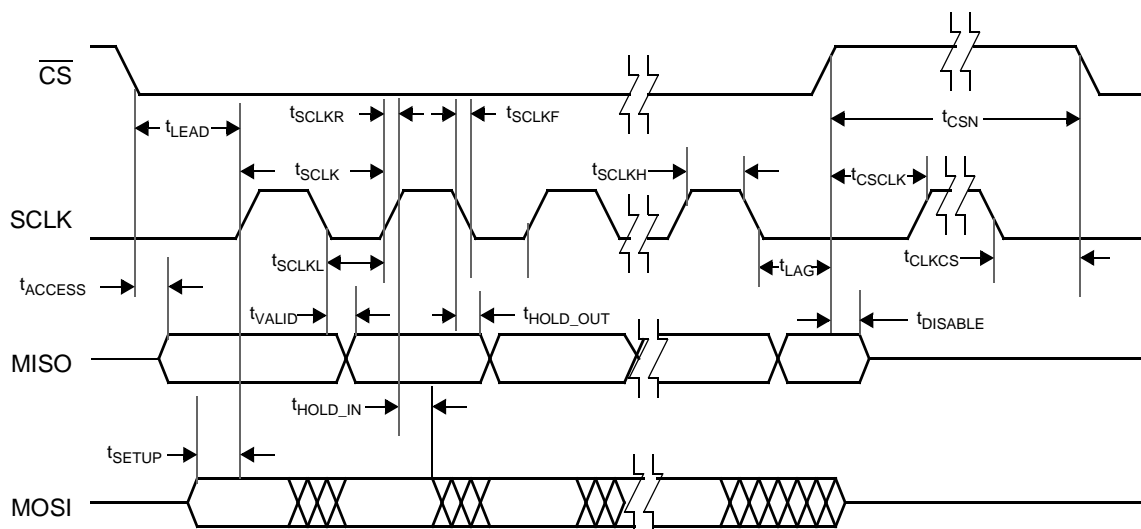 CS
tLEAD
tSCLKR
tSCLKF
tCSN
tSCLK
tSCLKH
tCSCLK
SCLK
tSCLKL
tLAG
tCLKCS
tACCESS
tVALID
tHOLD_OUT
tDISABLE
MISO
tHOLD_IN
tSETUP
MOSI